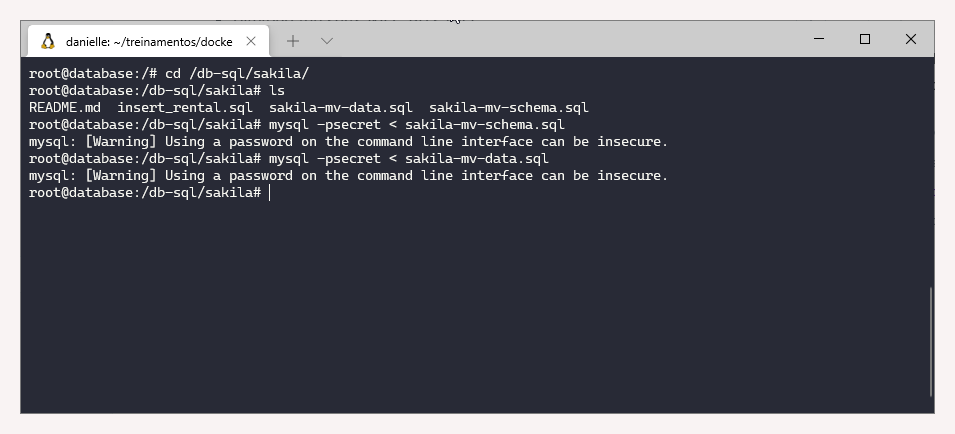 danielle: ~/treinamentos/docke
root@database:/# cd /db-sql/sakila/
root@database:/db-sql/sakila# ls
README.md  insert_rental.sql  sakila-mv-data.sql  sakila-mv-schema.sql
root@database:/db-sql/sakila# mysql -psecret < sakila-mv-schema.sql
mysql: [Warning] Using a password on the command line interface can be insecure.
root@database:/db-sql/sakila# mysql -psecret < sakila-mv-data.sql
mysql: [Warning] Using a password on the command line interface can be insecure.
root@database:/db-sql/sakila#